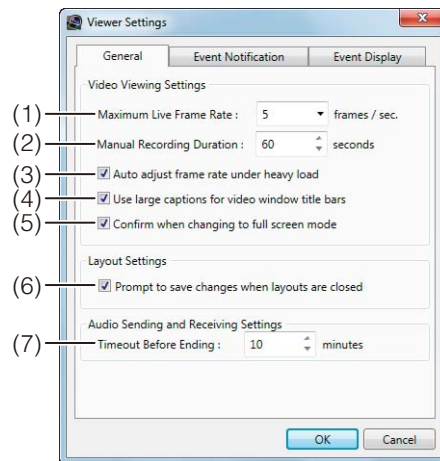 Viewer Settings
General Event Notification Event Display
Video Viewing Settings
(1) Maximum Live Frame Rate : 5 frames / sec.
(2) Manual Recording Duration : 60 seconds
(3) Auto adjust frame rate under heavy load
(4) Use large captions for video window title bars
(5) Confirm when changing to full screen mode
Layout Settings
(6) Prompt to save changes when layouts are closed
Audio Sending and Receiving Settings
(7) Timeout Before Ending : 10 minutes
OK Cancel